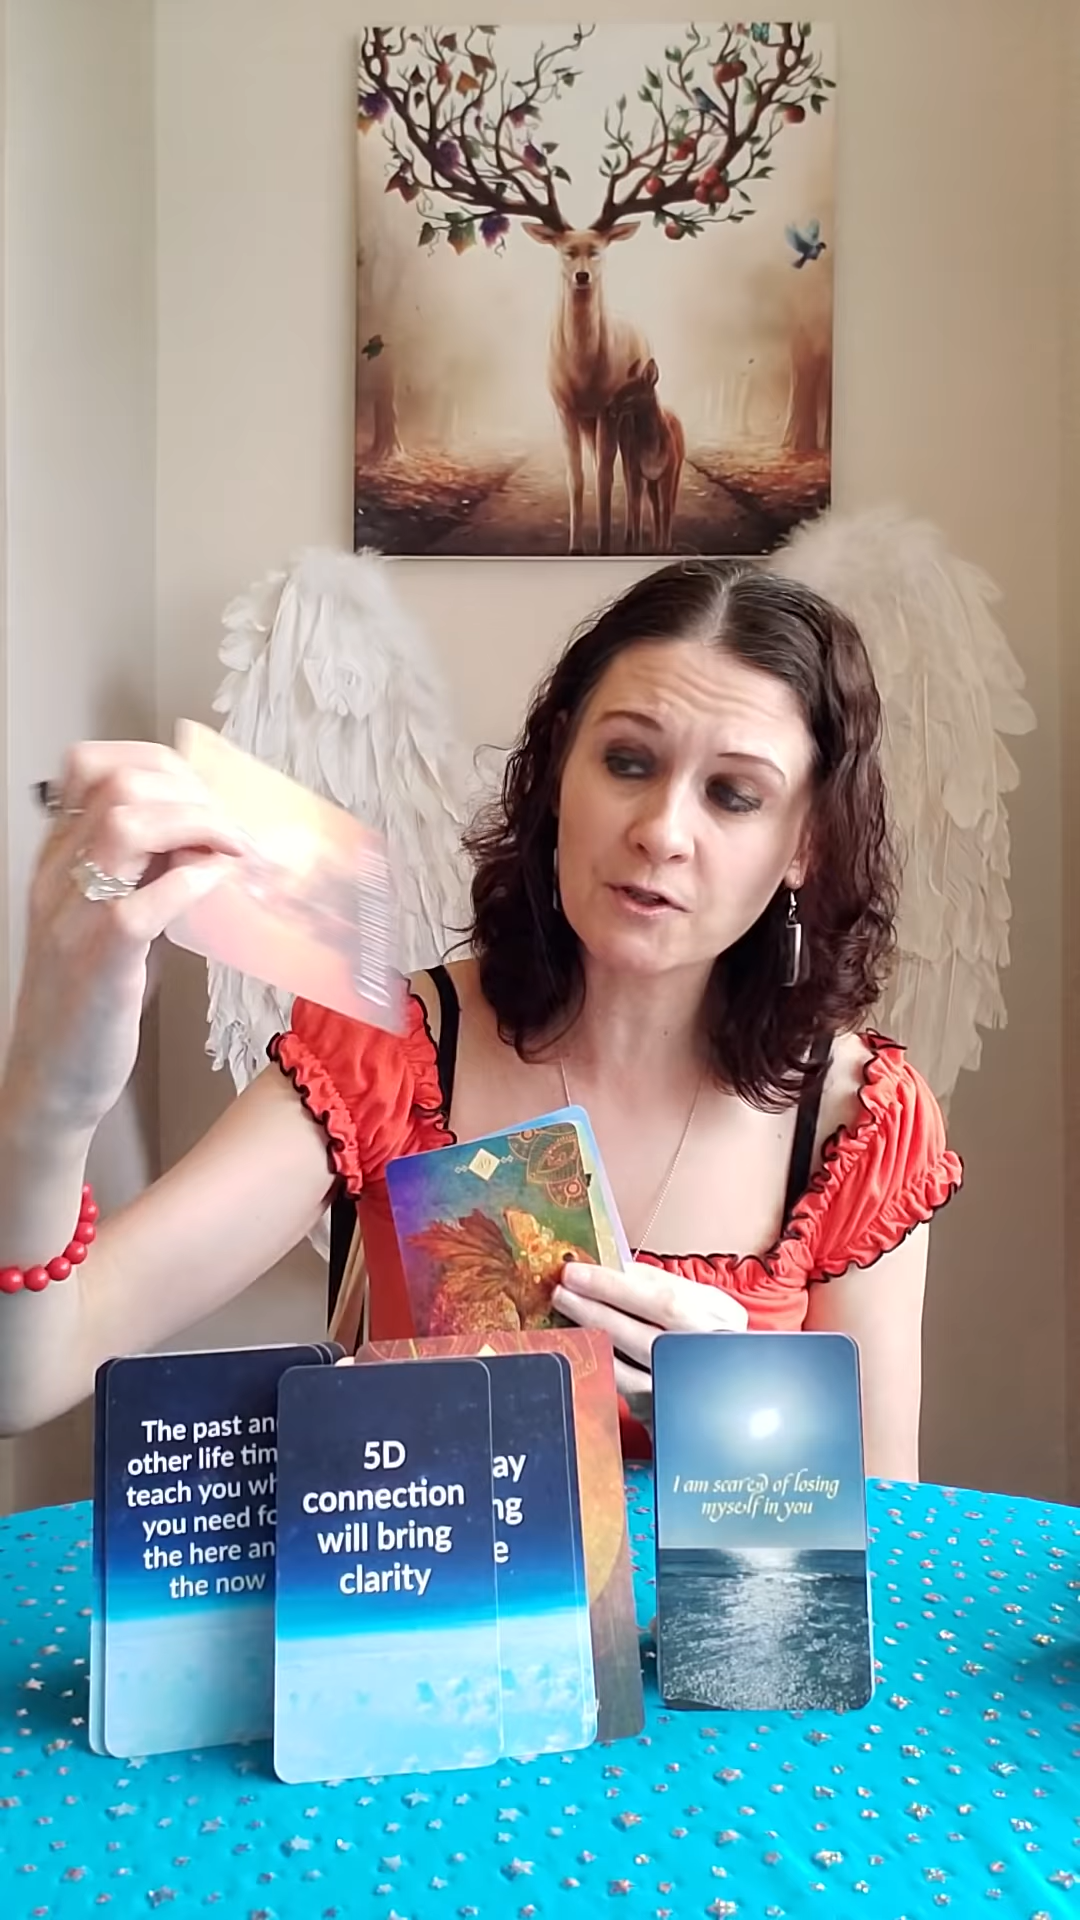 The past an
other life tim
teach you wh
you need fo
the here an
the now
5D
connection
will bring
clarity
ay
ng
e
I am scared of losing
myself in you